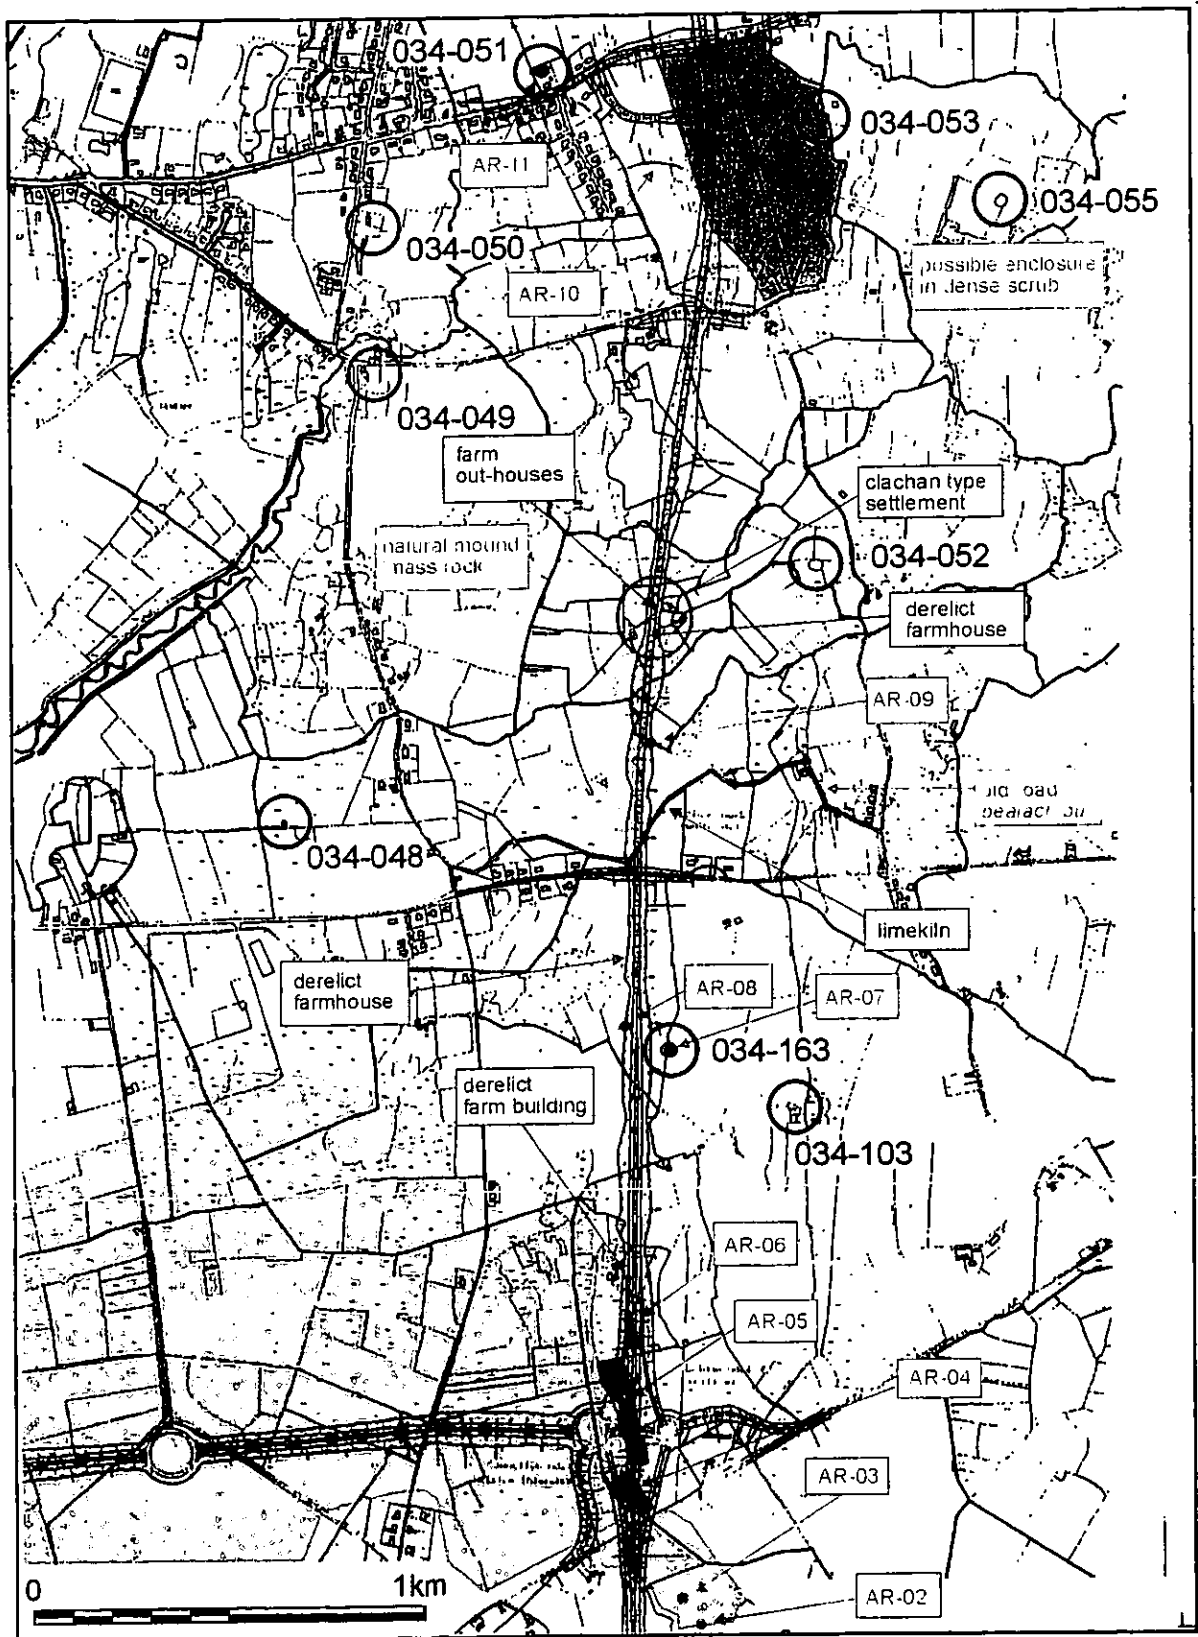 034-051
034-053
AR-11
034-055
034-050
possible enclosure
in dense scrub
AR-10
034-049
farm
out-houses
clachan type
settlement
natural mound
mass rock
034-052
derelict
farmhouse
AR-09
old road
034-048
limekiln
derelict
farmhouse
AR-08
AR-07
034-163
derelict
farm building
034-103
AR-06
AR-05
AR-04
AR-03
0
1km
AR-02